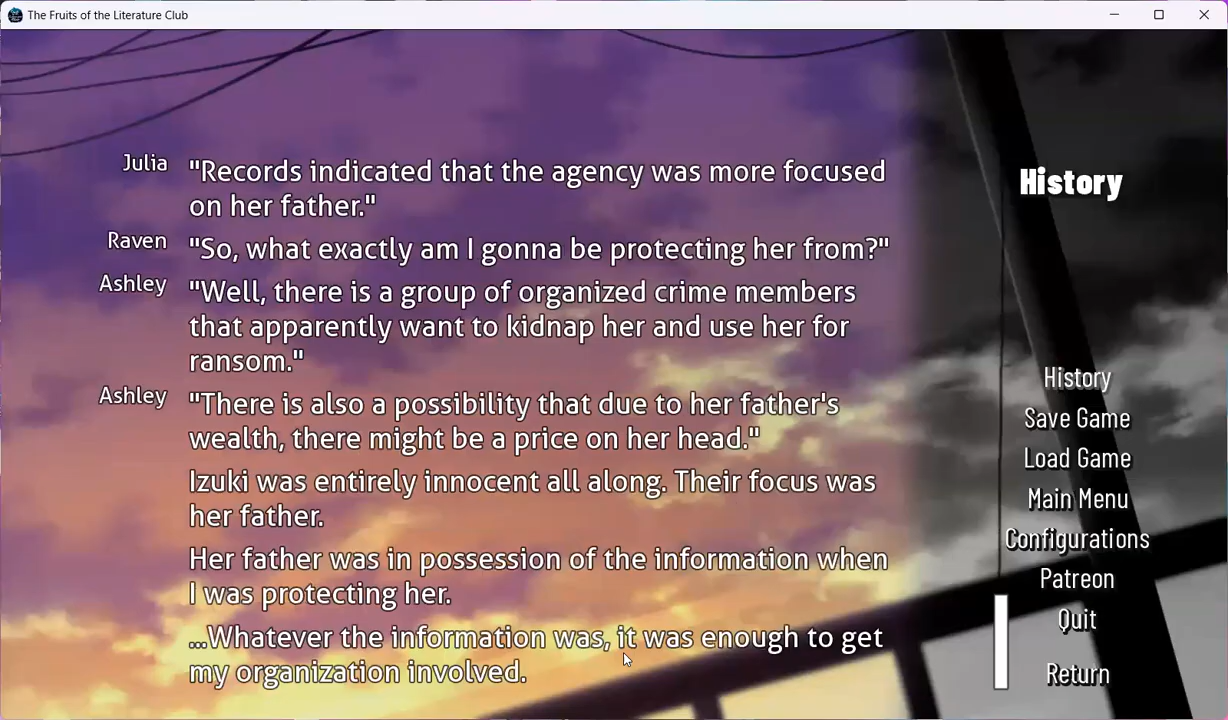 The Fruits of the Literature Club
Julia
"Records indicated that the agency was more focused
on her father."
Raven
"So, what exactly am I gonna be protecting her from?"
Ashley
"Well, there is a group of organized crime members
that apparently want to kidnap her and use her for
ransom."
Ashley
"There is also a possibility that due to her father's
wealth, there might be a price on her head."
Izuki was entirely innocent all along. Their focus was
her father.
Her father was in possession of the information when
I was protecting her.
...Whatever the information was, it was enough to get
my organization involved.
History
History
Save Game
Load Game
Main Menu
Configurations
Patreon
Quit
Return